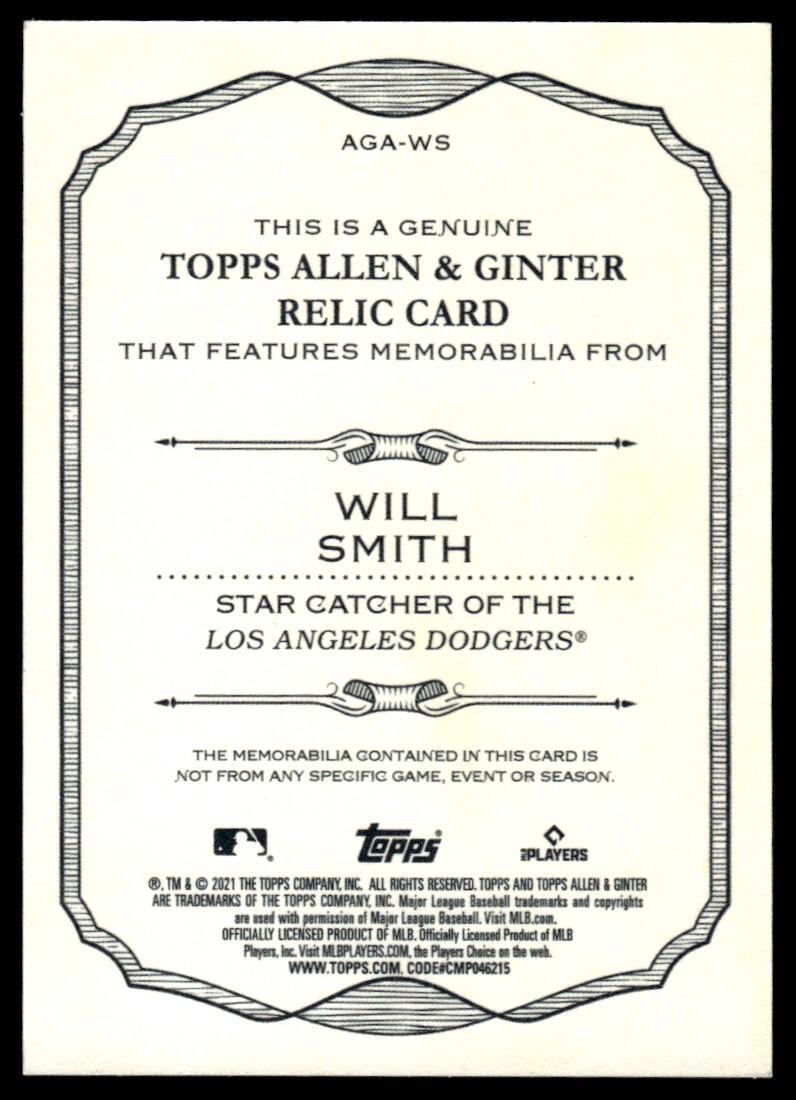 AGA-WS
THIS IS A GENUINE
TOPPS ALLEN & GINTER
RELIC CARD
THAT FEATURES MEMORABILIA FROM
WILL
SMITH
STAR CATCHER OF THE
LOS ANGELES DODGERS®
THE MEMORABILIA CONTAINED IN THIS CARD IS
NOT FROM ANY SPECIFIC GAME, EVENT OR SEASON.
Topps® MLB PLAYERS
®, TM & © 2021 THE TOPPS COMPANY, INC. ALL RIGHTS RESERVED. TOPPS AND TOPPS ALLEN & GINTER
ARE TRADEMARKS OF THE TOPPS COMPANY, INC. Major League Baseball trademarks and copyrights
are used with permission of Major League Baseball. Visit MLB.com.
OFFICIALLY LICENSED PRODUCT OF MLB. Officially Licensed Product of MLB
Players, Inc. Visit MLBPLAYERS.COM, the Players Choice on the web.
WWW.TOPPS.COM. CODE#CMP046215